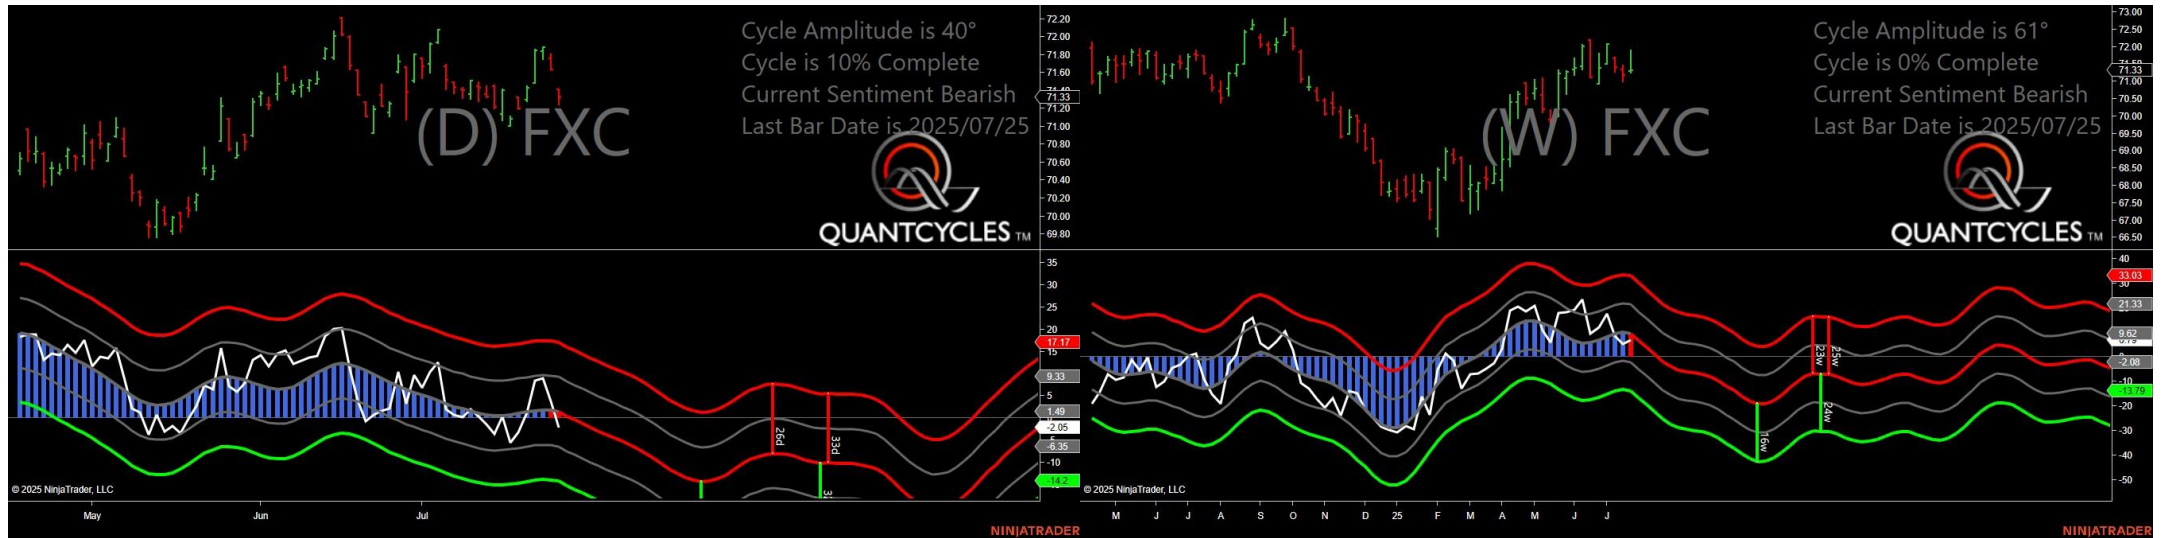 Cycle Amplitude is 40°
Cycle is 10% Complete
Current Sentiment Bearish
Last Bar Date is 2025/07/25
(D) FXC
QUANTCYCLES TM
72.20
72.00
71.80
71.60
71.40
71.33
71.20
71.00
70.80
70.60
70.40
70.20
70.00
69.80
35
30
25
20
17.17
15
9.33
5
1.49
-2.05
-6.35
-10
-14.2
26d
33d
© 2025 NinjaTrader, LLC
May
Jun
Jul
NINJATRADER
Cycle Amplitude is 61°
Cycle is 0% Complete
Current Sentiment Bearish
Last Bar Date is 2025/07/25
(W) FXC
QUANTCYCLES TM
73.00
72.50
72.00
71.33
70.50
70.00
69.50
69.00
68.50
68.00
67.50
67.00
66.50
40
33.03
30
21.33
9.62
-2.08
-10
-13.79
-20
-30
-40
-50
23w
25w
24w
16w
© 2025 NinjaTrader, LLC
M J J A S O N D 25 F M A M J J
NINJATRADER